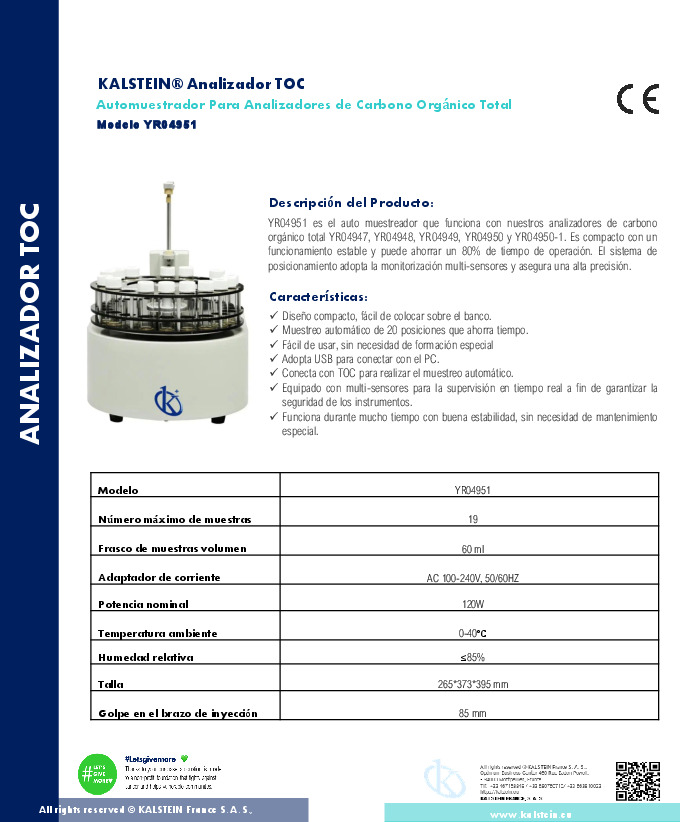 KALSTEIN® Analizador TOC
Automuestrador Para Analizadores de Carbono Orgánico Total
Modelo YR04951
CE
ANALIZADOR TOC
Descripción del Producto:
YR04951 es el auto muestreador que funciona con nuestros analizadores de carbono
orgánico total YR04947, YR04948, YR04949, YR04950 y YR04950-1. Es compacto con un
funcionamiento estable y puede ahorrar un 80% de tiempo de operación. El sistema de
posicionamiento adopta la monitorización multi-sensores y asegura una alta precisión.
Características:
✓ Diseño compacto, fácil de colocar sobre el banco.
✓ Muestreo automático de 20 posiciones que ahorra tiempo.
✓ Fácil de usar, sin necesidad de formación especial
✓ Adopta USB para conectar con el PC.
✓ Conecta con TOC para realizar el muestreo automático.
✓ Equipado con multi-sensores para la supervisión en tiempo real a fin de garantizar la
seguridad de los instrumentos.
✓ Funciona durante mucho tiempo con buena estabilidad, sin necesidad de mantenimiento
especial.
Modelo YR04951
Número máximo de muestras 19
Frasco de muestras volumen 60 ml
Adaptador de corriente AC 100-240V, 50/60HZ
Potencia nominal 120W
Temperatura ambiente 0-40°C
Humedad relativa ≤85%
Talla 265*373*395 mm
Golpe en el brazo de inyección 85 mm
#Letsgivemore
# LET'S
GIVE
MORE
All rights reserved © KALSTEIN France S.A.S.,
KALSTEIN FRANCE, S.A.S
All rights reserved © KALSTEIN France S.A.S.,
www.kalstein.eu